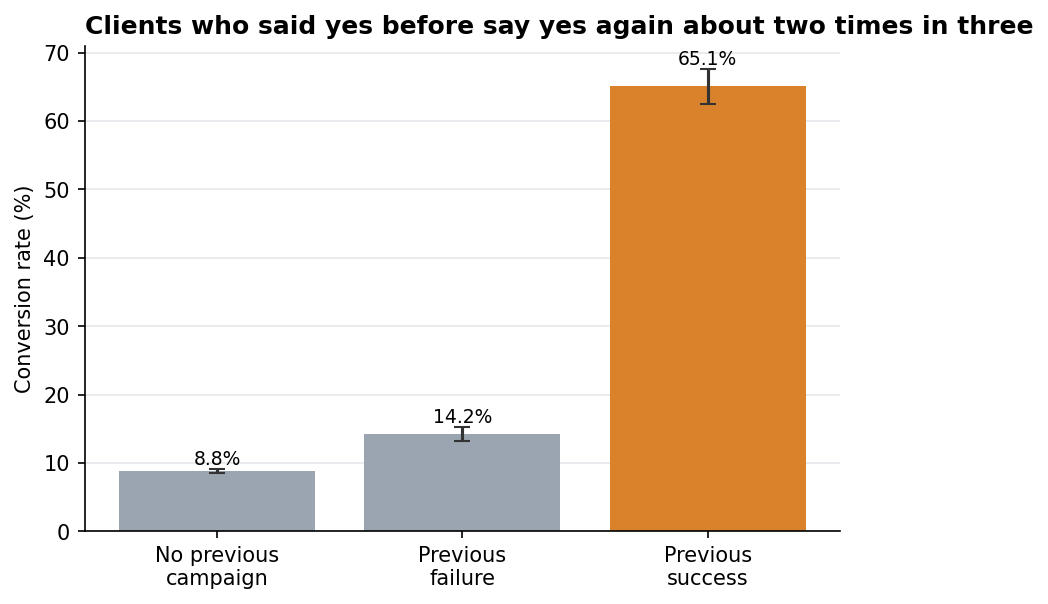 Clients who said yes before say yes again about two times in three
70
65.1%
60
50
40
30
20
14.2%
10
8.8%
0
Conversion rate (%)
No previous
campaign
Previous
failure
Previous
success